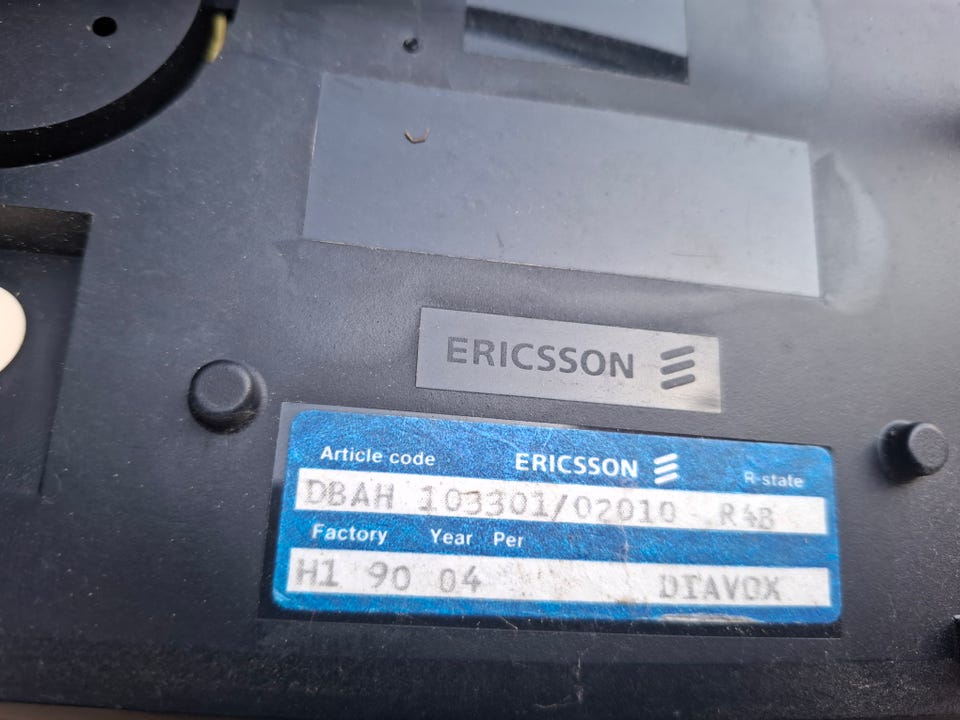 ERICSSON
Article code ERICSSON R-state
DBAH 103301/02010 R4B
Factory Year Per
H1 90 04 DIAVOX